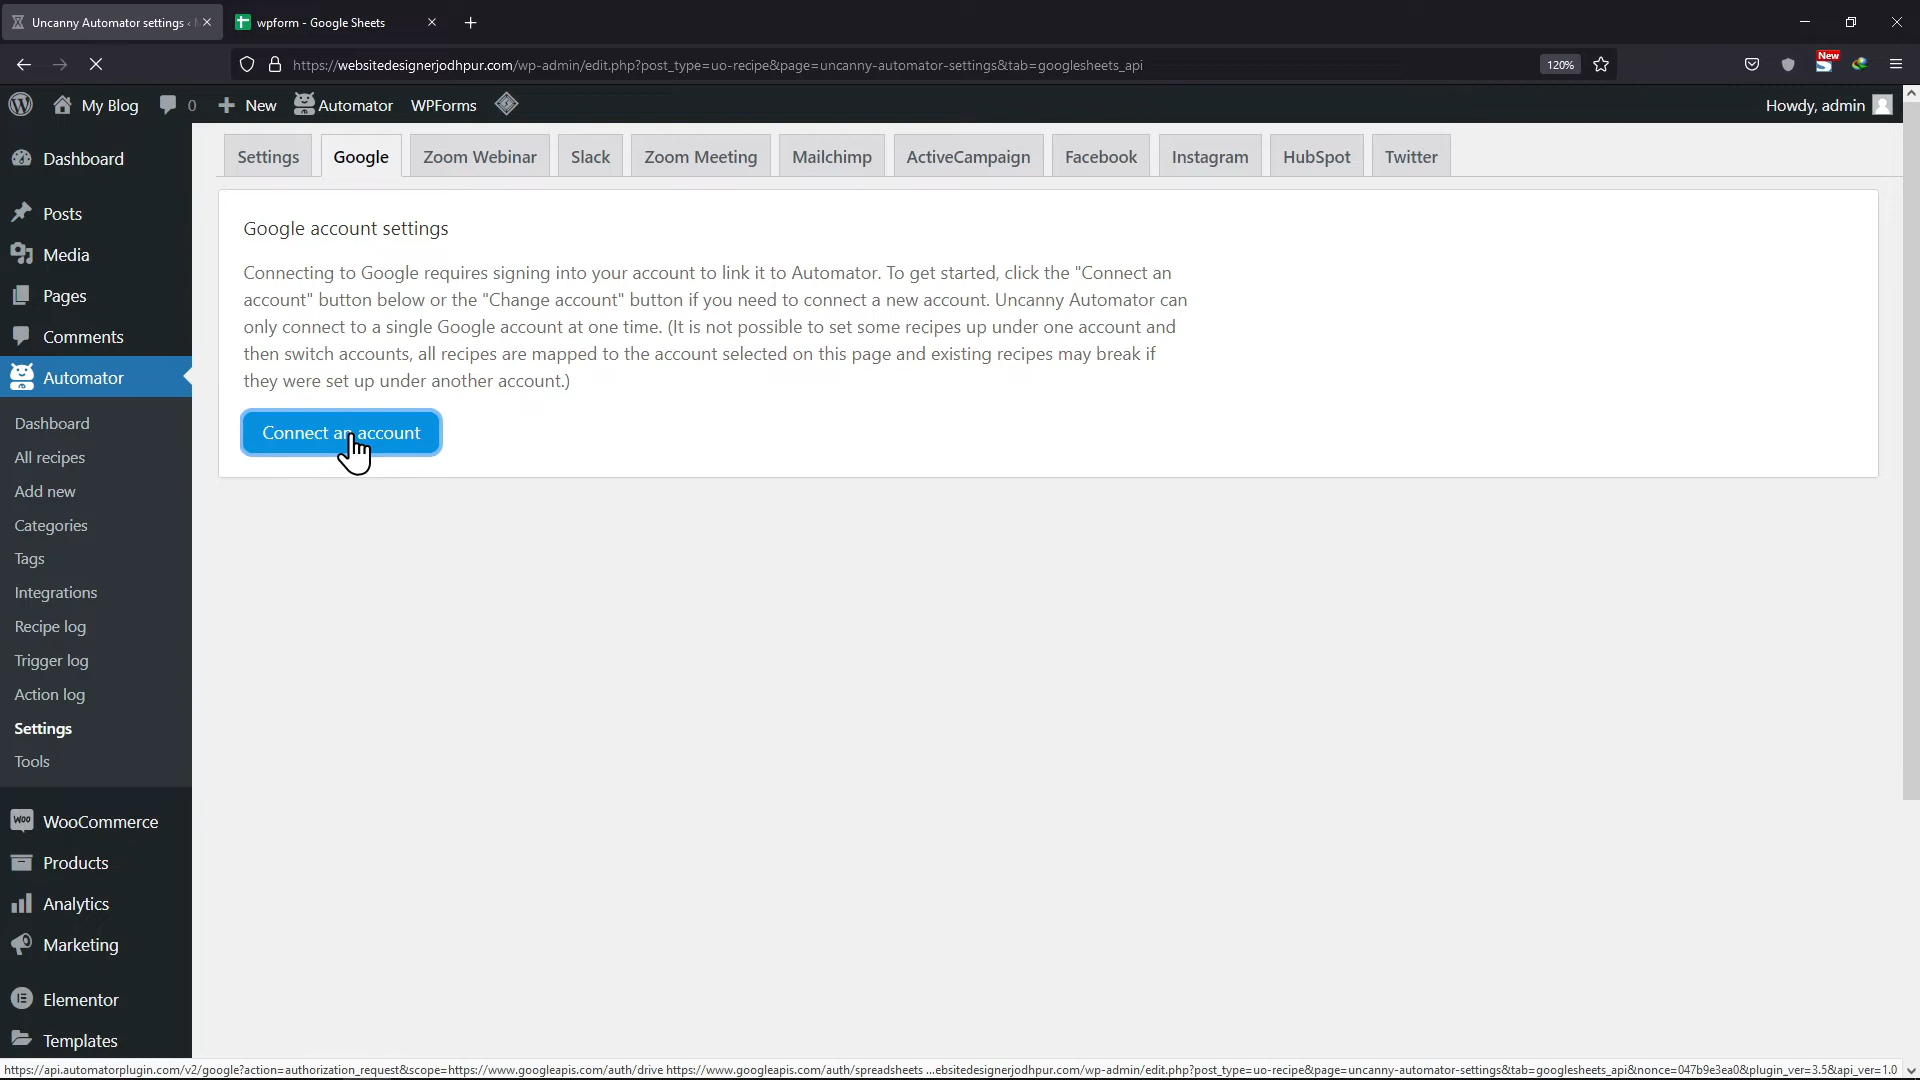 Uncanny Automator settings ‹
wpform - Google Sheets
https://websitedesignerjodhpur.com/wp-admin/edit.php?post_type=uo-recipe&page=uncanny-automator-settings&tab=googlesheets_api
120%
New
My Blog
0
New
Automator
WPForms
Howdy, admin
Dashboard
Posts
Media
Pages
Comments
Automator
Dashboard
All recipes
Add new
Categories
Tags
Integrations
Recipe log
Trigger log
Action log
Settings
Tools
Woo
WooCommerce
Products
Analytics
Marketing
Elementor
Templates
Settings
Google
Zoom Webinar
Slack
Zoom Meeting
Mailchimp
ActiveCampaign
Facebook
Instagram
HubSpot
Twitter
Google account settings
Connecting to Google requires signing into your account to link it to Automator. To get started, click the "Connect an
account" button below or the "Change account" button if you need to connect a new account. Uncanny Automator can
only connect to a single Google account at one time. (It is not possible to set some recipes up under one account and
then switch accounts, all recipes are mapped to the account selected on this page and existing recipes may break if
they were set up under another account.)
Connect an account
https://api.automatorplugin.com/v2/google?action=authorization_request&scope=https://www.googleapis.com/auth/drive https://www.googleapis.com/auth/spreadsheets ...ebsitedesignerjodhpur.com/wp-admin/edit.php?post_type=uo-recipe&page=uncanny-automator-settings&tab=googlesheets_api&nonce=047b9e3ea0&plugin_ver=3.5&api_ver=1.0